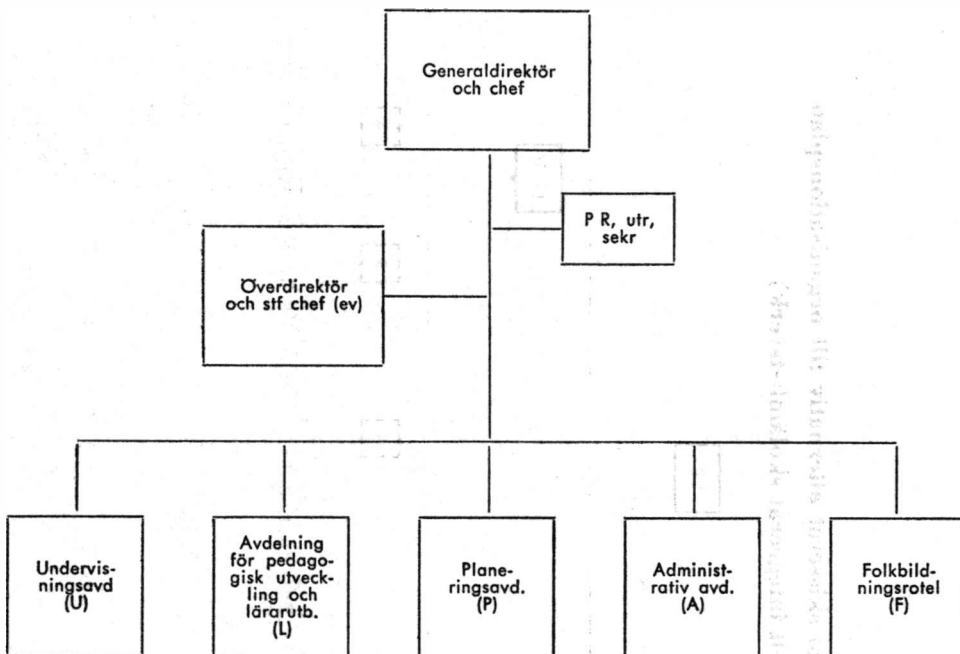 Generaldirektör
och chef
P R, utr,
sekr
Överdirektör
och stf chef (ev)
Undervis-
ningsavd
(U)
Avdelning
för pedago-
gisk utveck-
ling och
lärarutb.
(L)
Plane-
ringsavd.
(P)
Administ-
rativ avd.
(A)
Folkbild-
ningsrotel
(F)